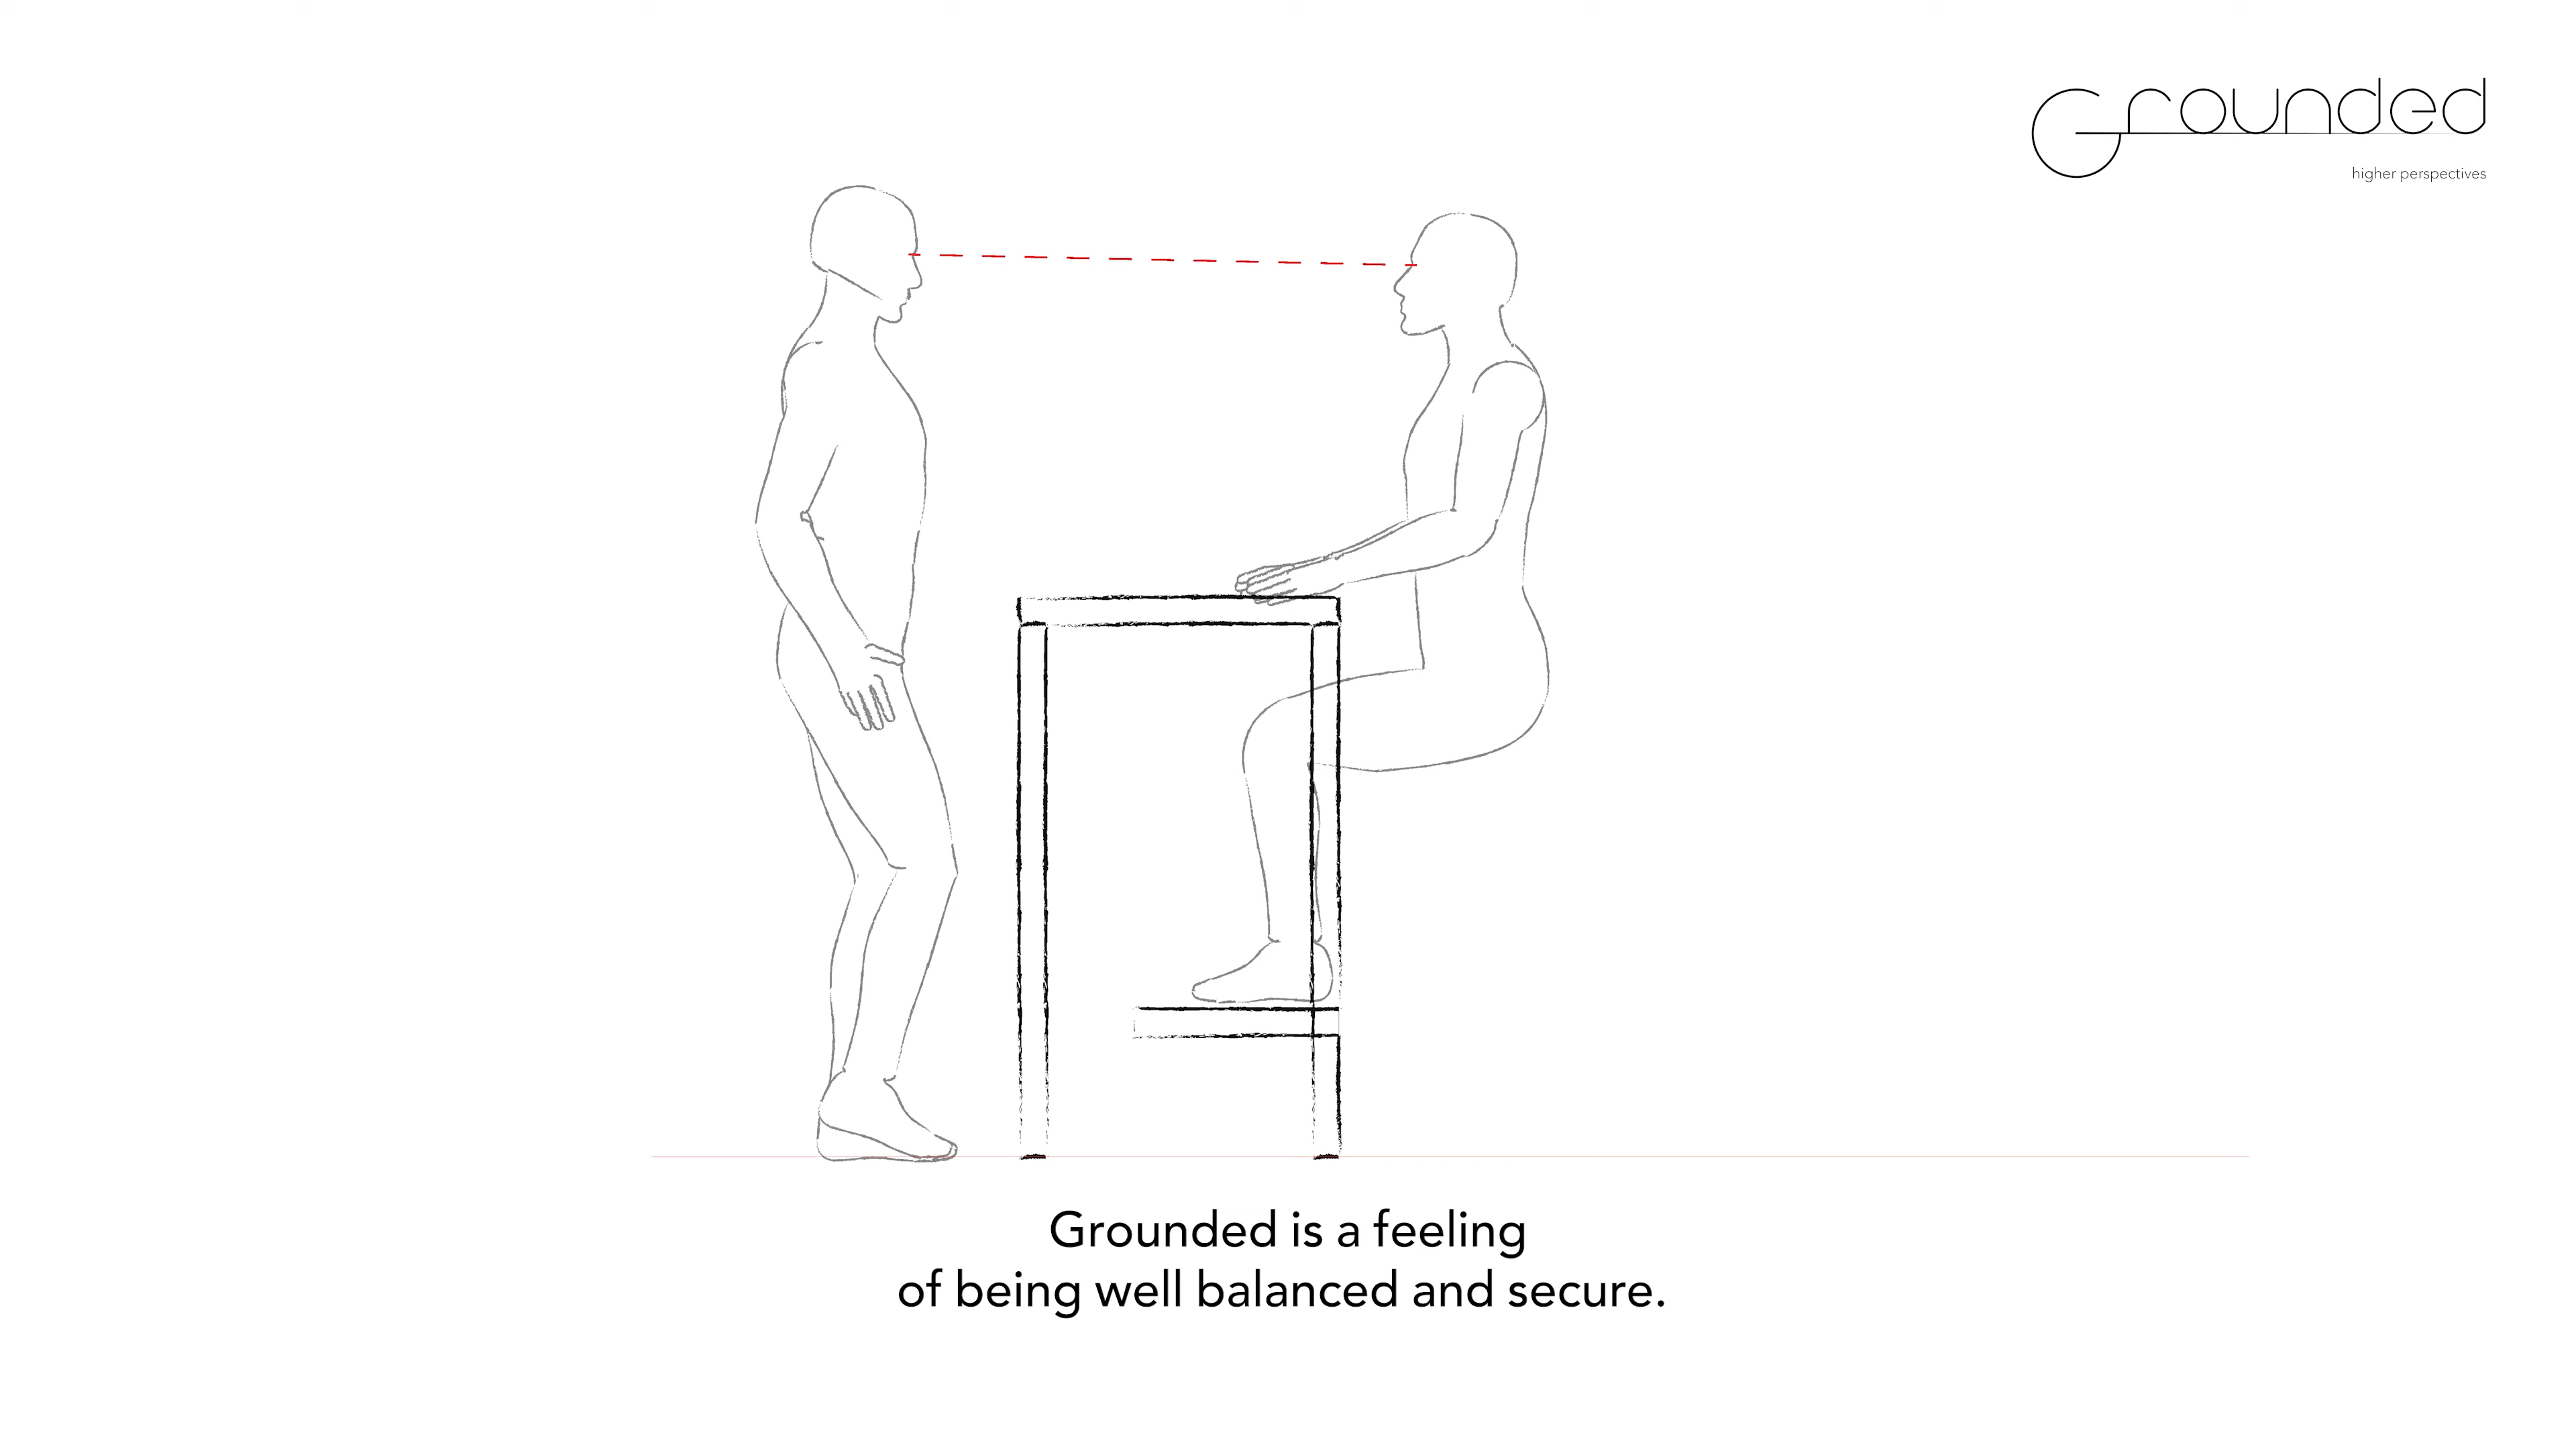 Grounded
higher perspectives
Grounded is a feeling
of being well balanced and secure.